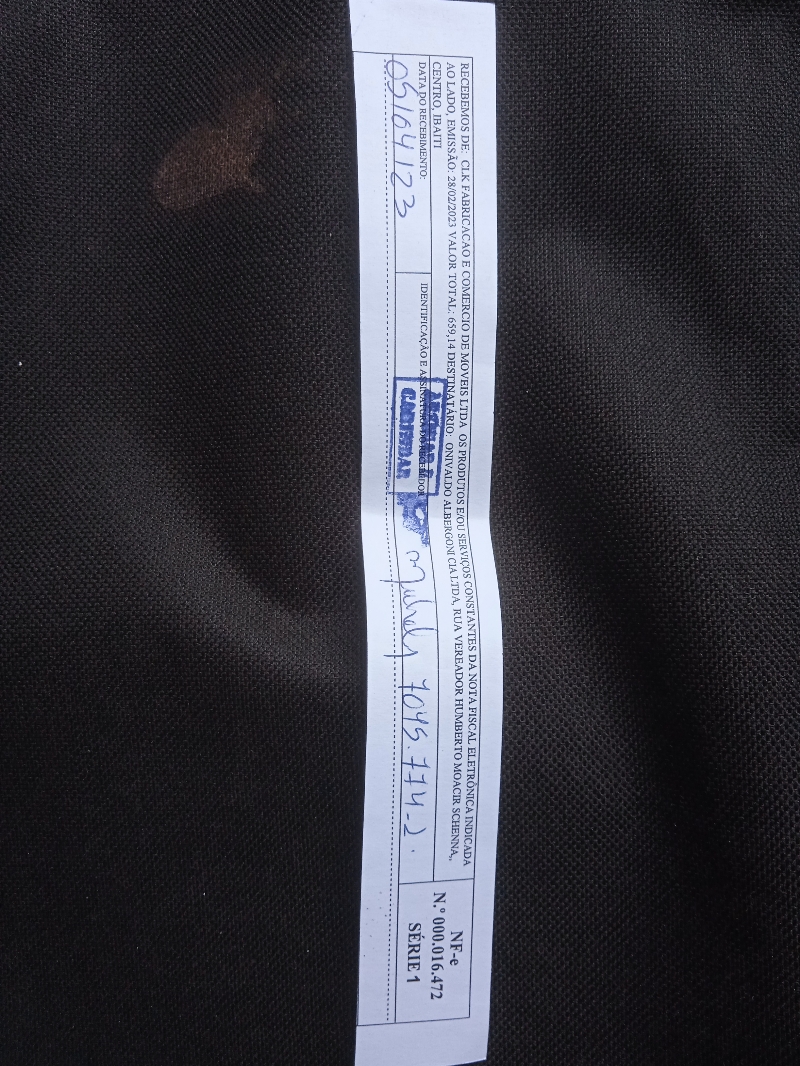 RECEBEMOS DE: CLK FABRICACAO E COMERCIO DE MOVEIS LTDA OS PRODUTOS E/OU SERVIÇOS CONSTANTES DA NOTA FISCAL ELETRÔNICA INDICADA
AO LADO, EMISSÃO: 28/02/2023 VALOR TOTAL: 659,14 DESTINATÁRIO: ONIVALDO ALBERGONI CIA LTDA, RUA VEREADOR HUMBERTO MOACIR SCHENNA,,
CENTRO, IBAITI
DATA DO RECEBIMENTO:
05/04/23
IDENTIFICAÇÃO E ASSINATURA DO RECEBEDOR
7045.774-2.
NF-e
N.º 000.016.472
SÉRIE 1